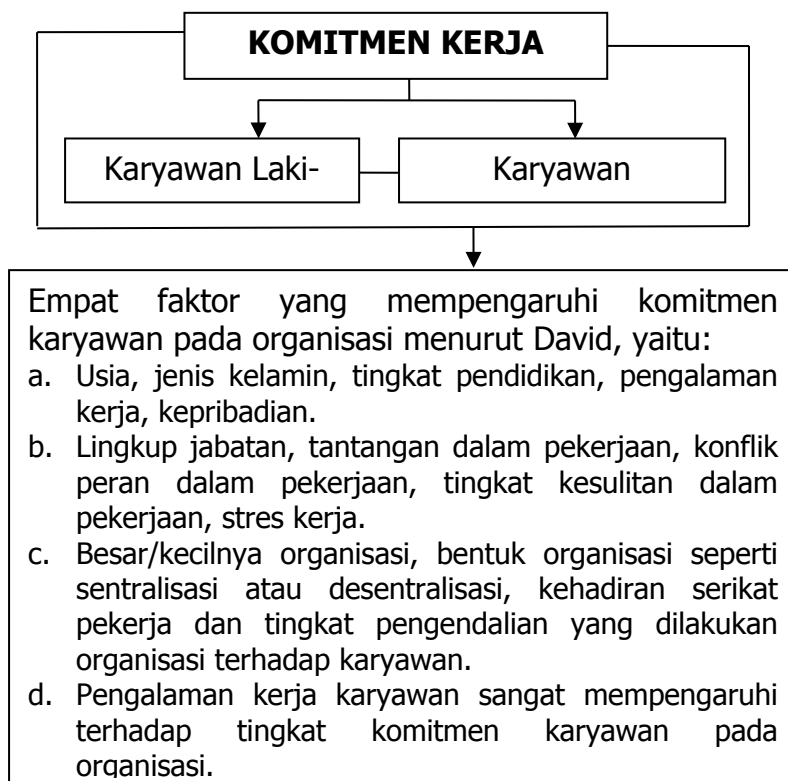 KOMITMEN KERJA
Karyawan Laki-
Karyawan
Empat faktor yang mempengaruhi komitmen
karyawan pada organisasi menurut David, yaitu:
a. Usia, jenis kelamin, tingkat pendidikan, pengalaman
kerja, kepribadian.
b. Lingkup jabatan, tantangan dalam pekerjaan, konflik
peran dalam pekerjaan, tingkat kesulitan dalam
pekerjaan, stres kerja.
c. Besar/kecilnya organisasi, bentuk organisasi seperti
sentralisasi atau desentralisasi, kehadiran serikat
pekerja dan tingkat pengendalian yang dilakukan
organisasi terhadap karyawan.
d. Pengalaman kerja karyawan sangat mempengaruhi
terhadap tingkat komitmen karyawan pada
organisasi.